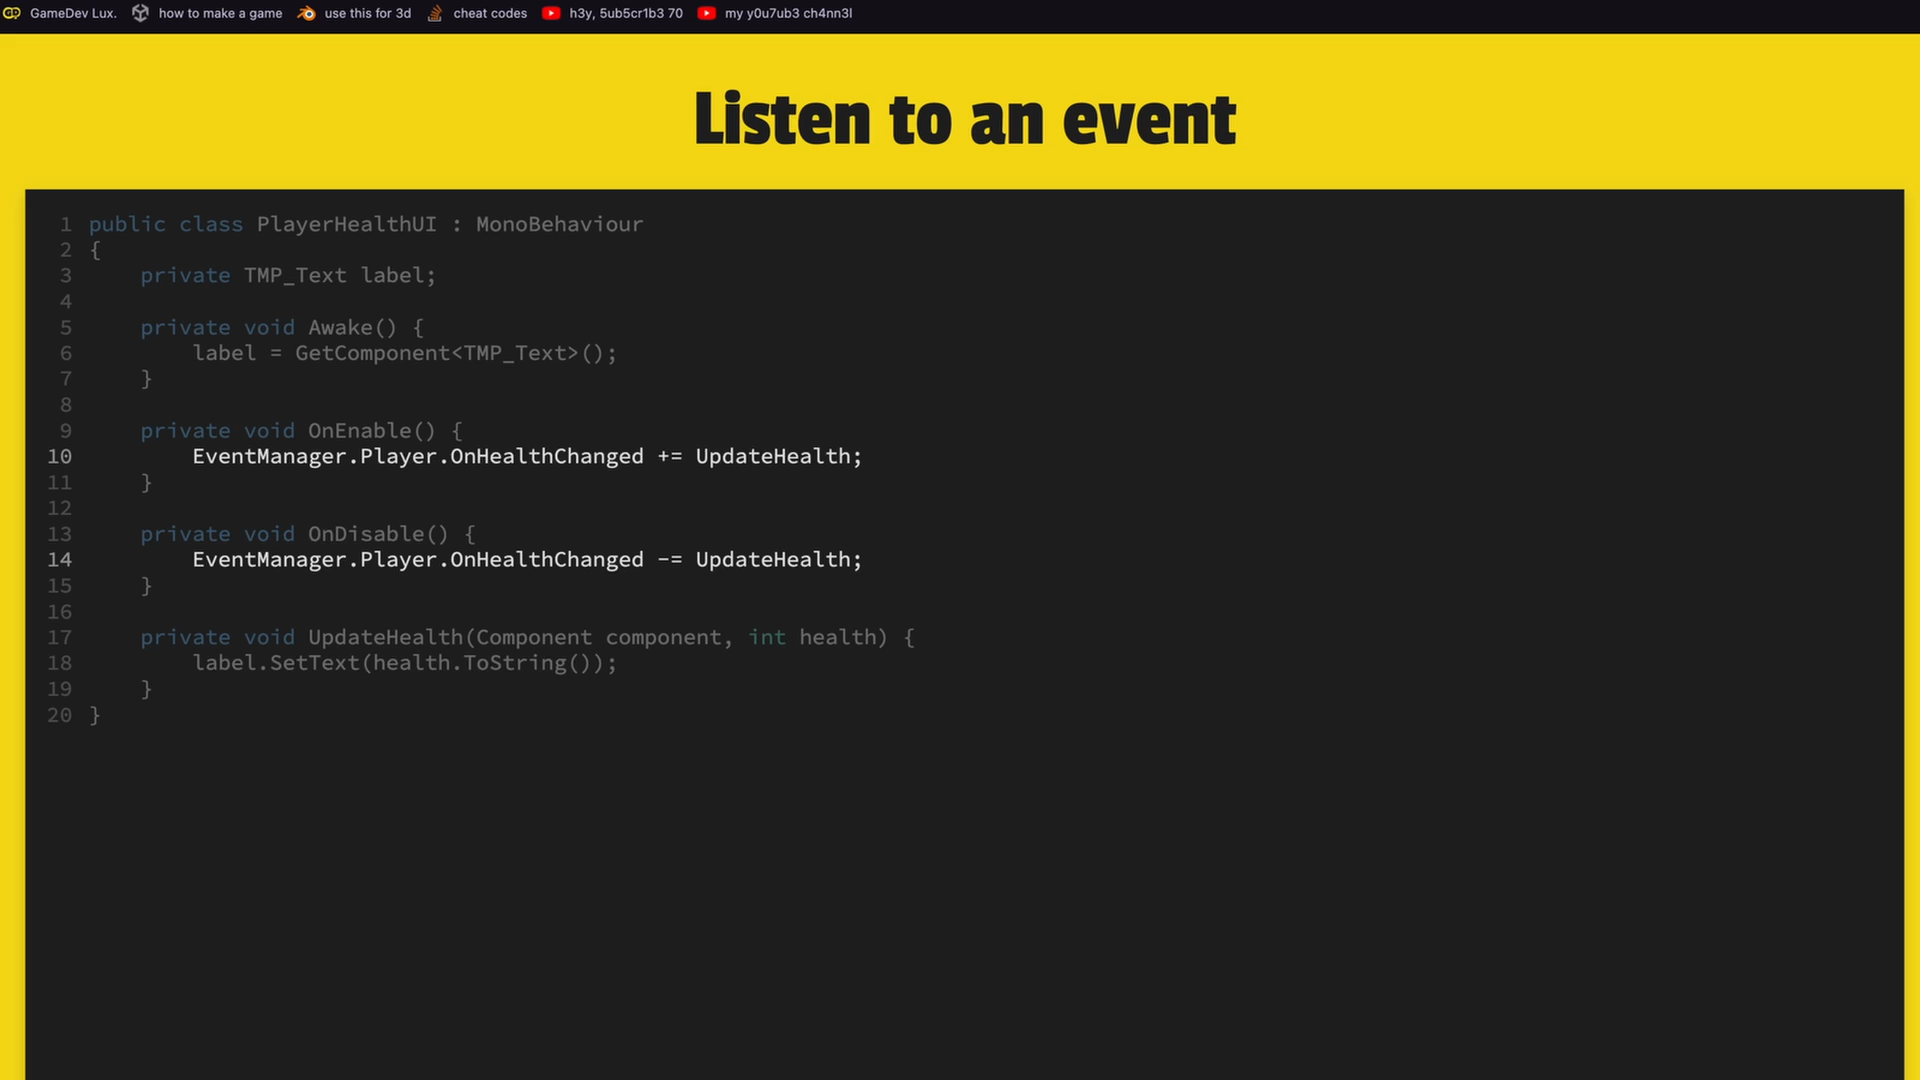 GameDev Lux. how to make a game use this for 3d cheat codes h3y, 5ub5cr1b3 70 my y0u7ub3 ch4nn3l
Listen to an event
1 public class PlayerHealthUI : MonoBehaviour
2 {
3     private TMP_Text label;
4
5     private void Awake() {
6         label = GetComponent<TMP_Text>();
7     }
8
9     private void OnEnable() {
10         EventManager.Player.OnHealthChanged += UpdateHealth;
11     }
12
13     private void OnDisable() {
14         EventManager.Player.OnHealthChanged -= UpdateHealth;
15     }
16
17     private void UpdateHealth(Component component, int health) {
18         label.SetText(health.ToString());
19     }
20 }